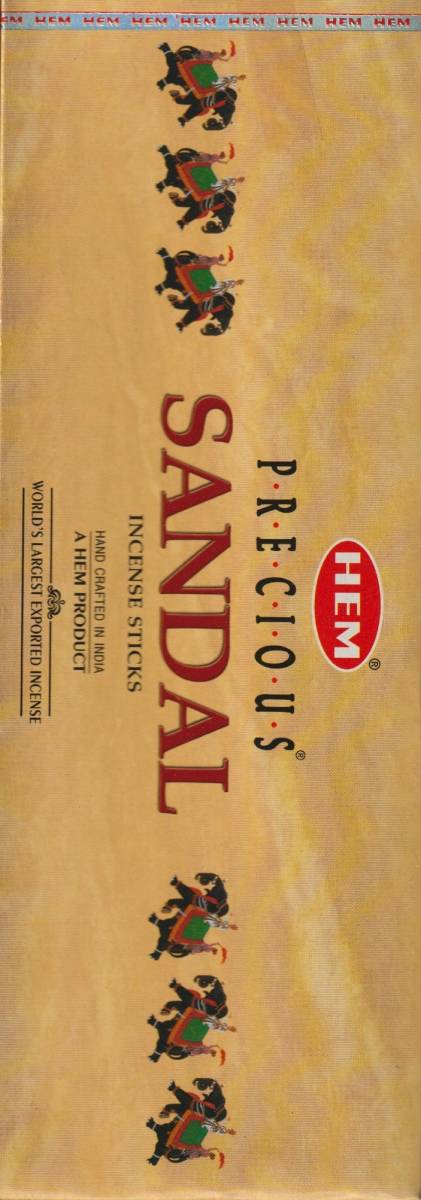 HEM®
P·R·E·C·I·O·U·S®
SANDAL
INCENSE STICKS
HAND CRAFTED IN INDIA
A HEM PRODUCT
WORLD'S LARGEST EXPORTED INCENSE
HEM HEM HEM HEM HEM HEM HEM HEM HEM